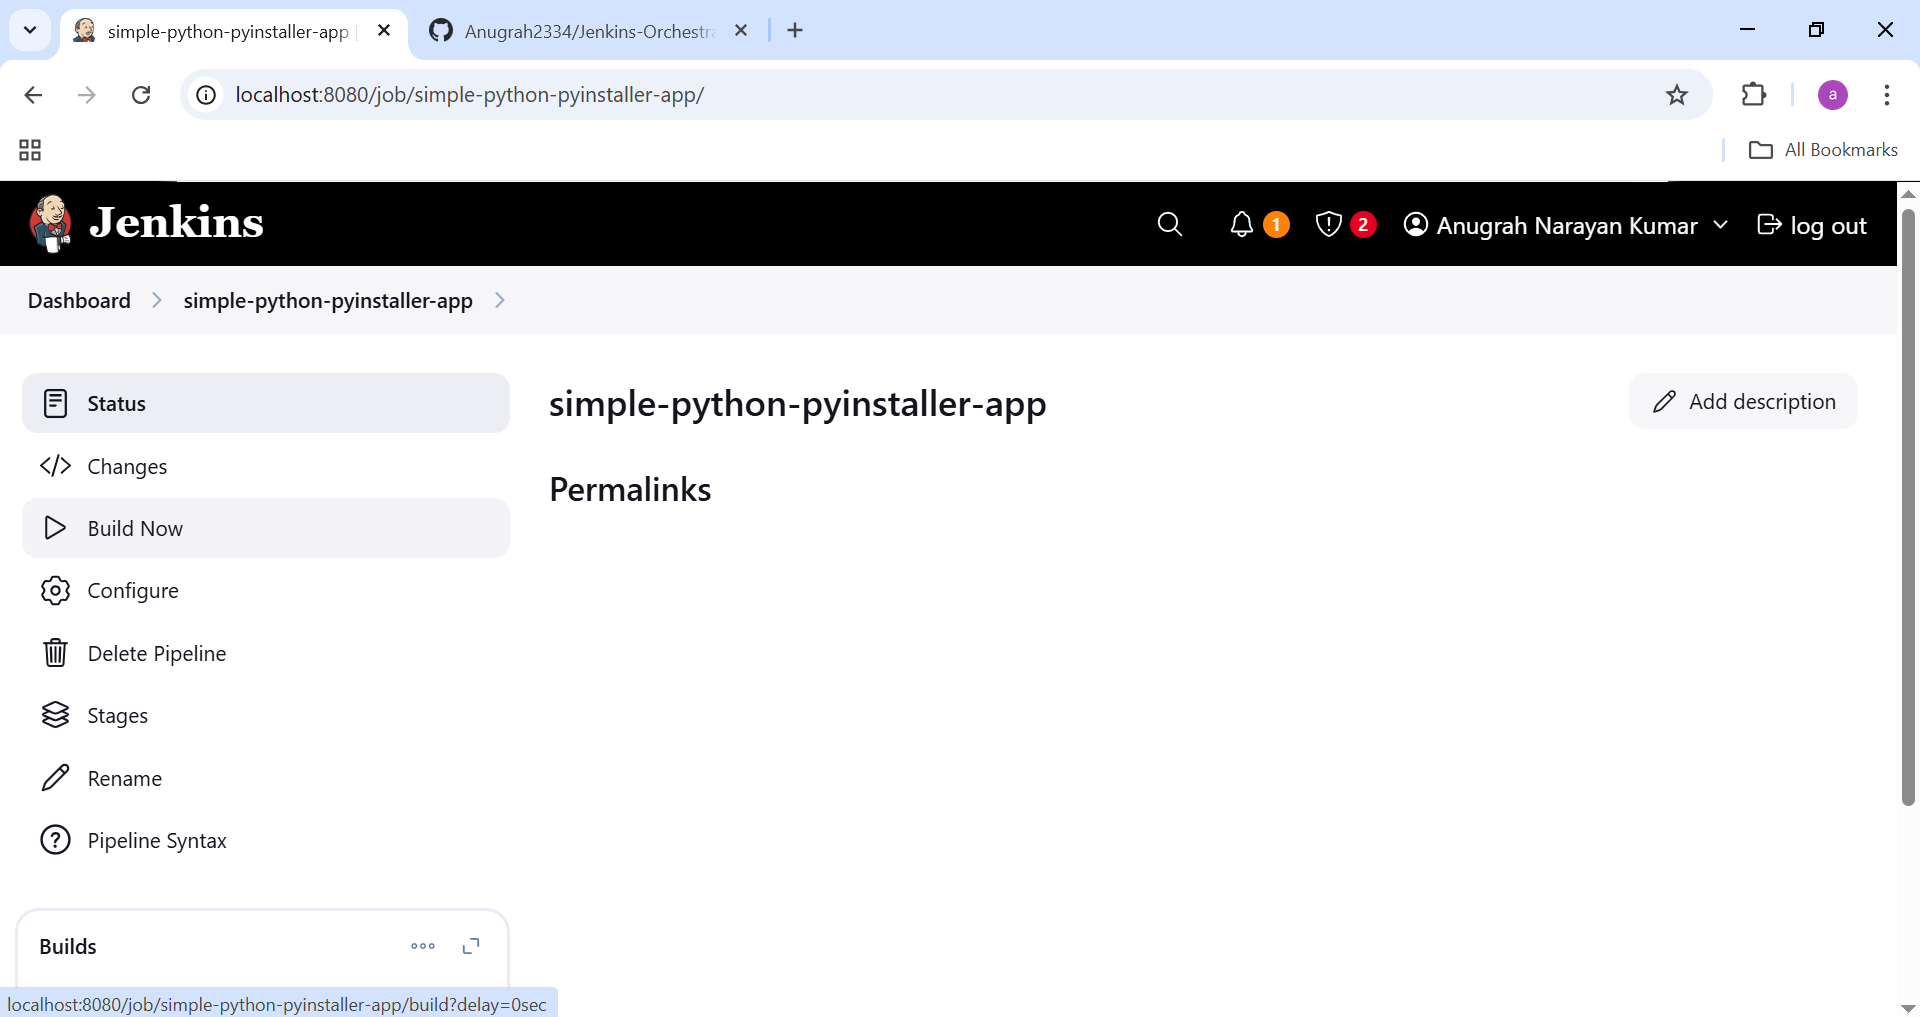 simple-python-pyinstaller-app
Anugrah2334/Jenkins-Orchestra
localhost:8080/job/simple-python-pyinstaller-app/
a
All Bookmarks
Jenkins
1
2
Anugrah Narayan Kumar
log out
Dashboard
simple-python-pyinstaller-app
Status
Changes
Build Now
Configure
Delete Pipeline
Stages
Rename
Pipeline Syntax
Builds
simple-python-pyinstaller-app
Add description
Permalinks
localhost:8080/job/simple-python-pyinstaller-app/build?delay=0sec